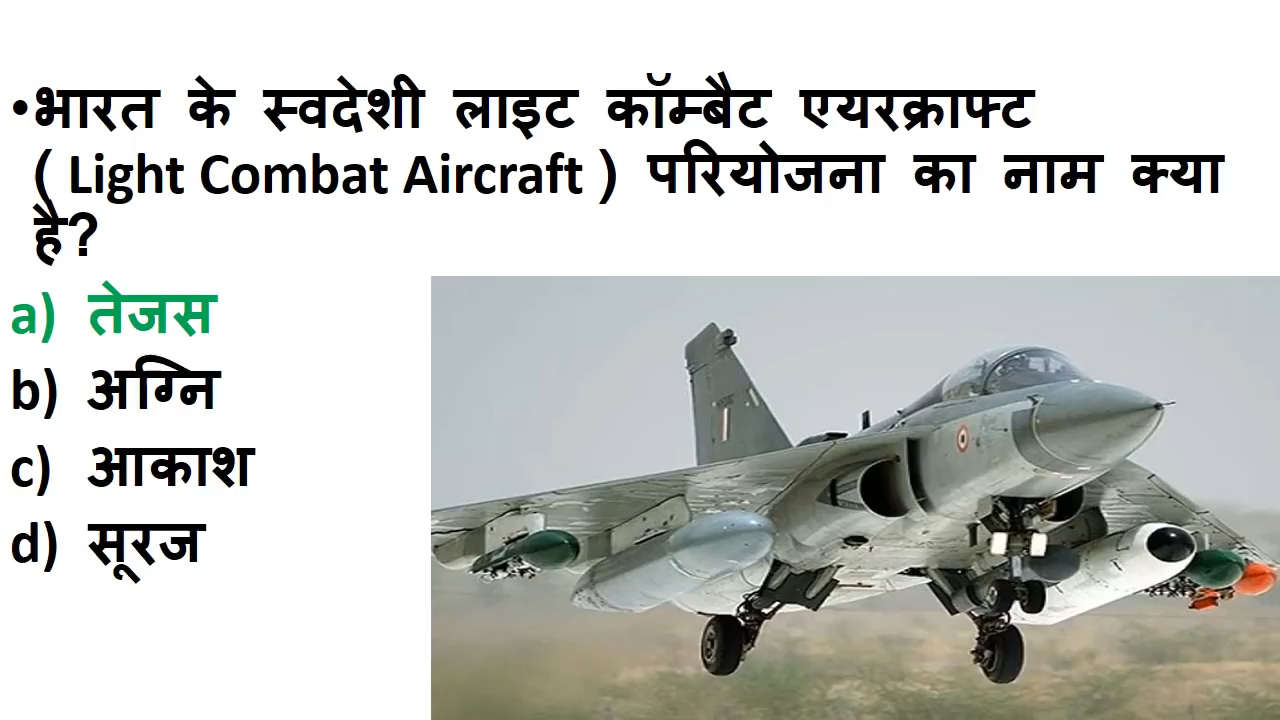 •भारत के स्वदेशी लाइट कॉम्बैट एयरक्राफ्ट
( Light Combat Aircraft ) परियोजना का नाम क्या
है?
a) तेजस
b) अग्नि
c) आकाश
d) सूरज